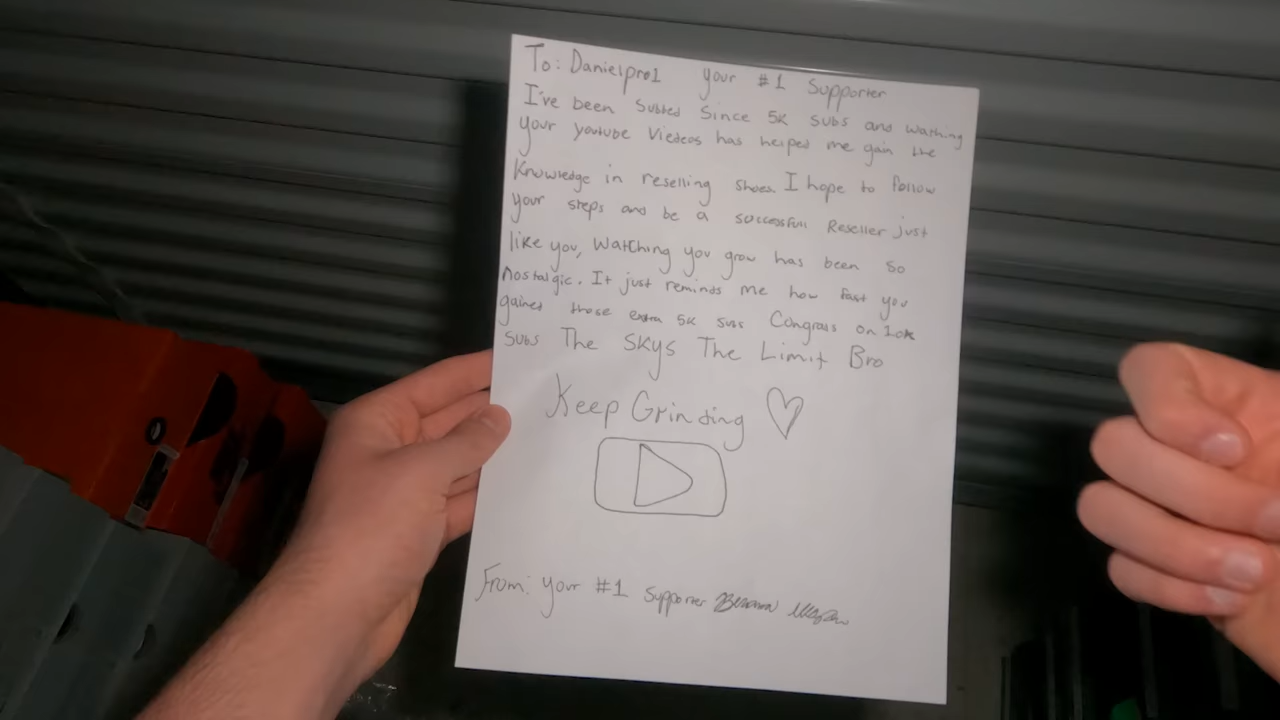 To: Danielpro1 your #1 Supporter
I've been Subbed Since 5K subs and wathing
your youtube Viedeos has helped me gain the
Knowledge in reselling shoes. I hope to follow
your steps and be a successfull Reseller just
like you, Watching you grow has been so
nostalgic. It just reminds me how fast you
gained those extra 5K subs Congrats on 10k
subs The SKys The Limit Bro
Keep Grinding
From: your #1 Supporter